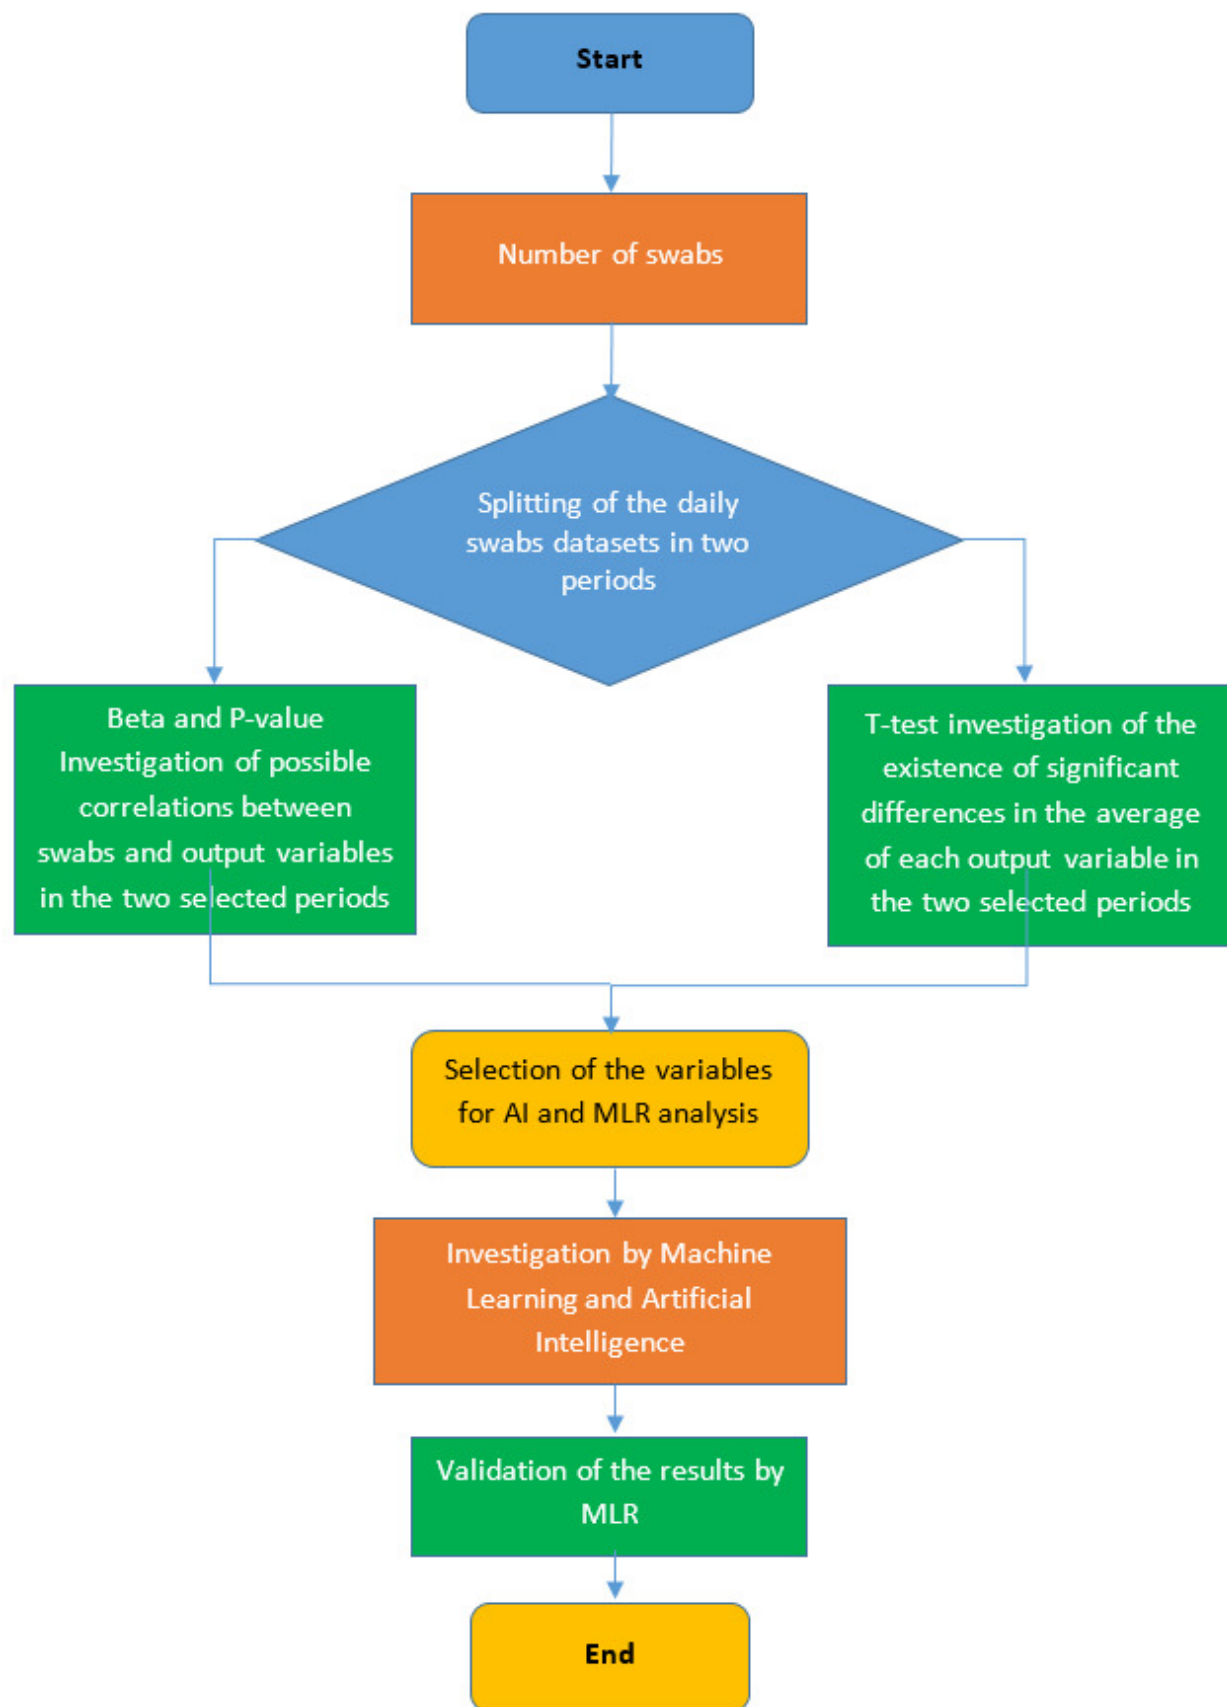 Start
Number of swabs
Splitting of the daily
swabs datasets in two
periods
Beta and P-value
Investigation of possible
correlations between
swabs and output variables
in the two selected periods
T-test investigation of the
existence of significant
differences in the average
of each output variable in
the two selected periods
Selection of the variables
for AI and MLR analysis
Investigation by Machine
Learning and Artificial
Intelligence
Validation of the results by
MLR
End